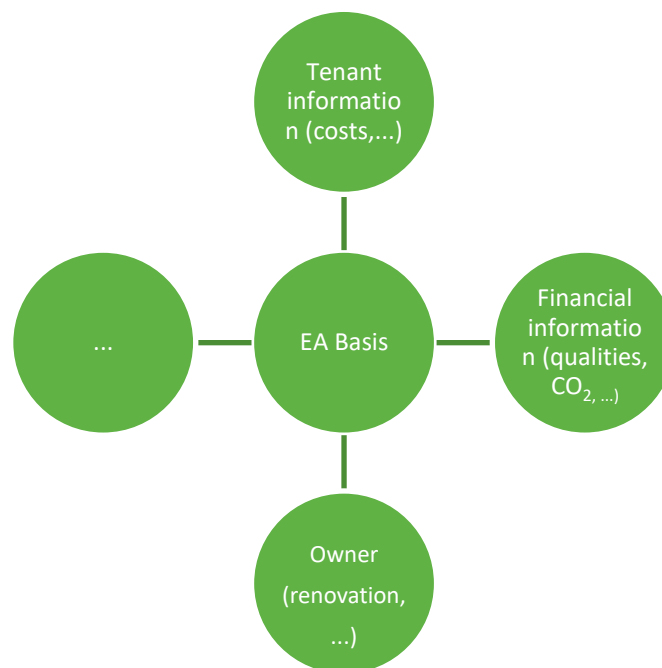 Tenant
informatio
n (costs,...)
...
EA Basis
Financial
informatio
n (qualities,
CO2, ...)
Owner
(renovation,
...)